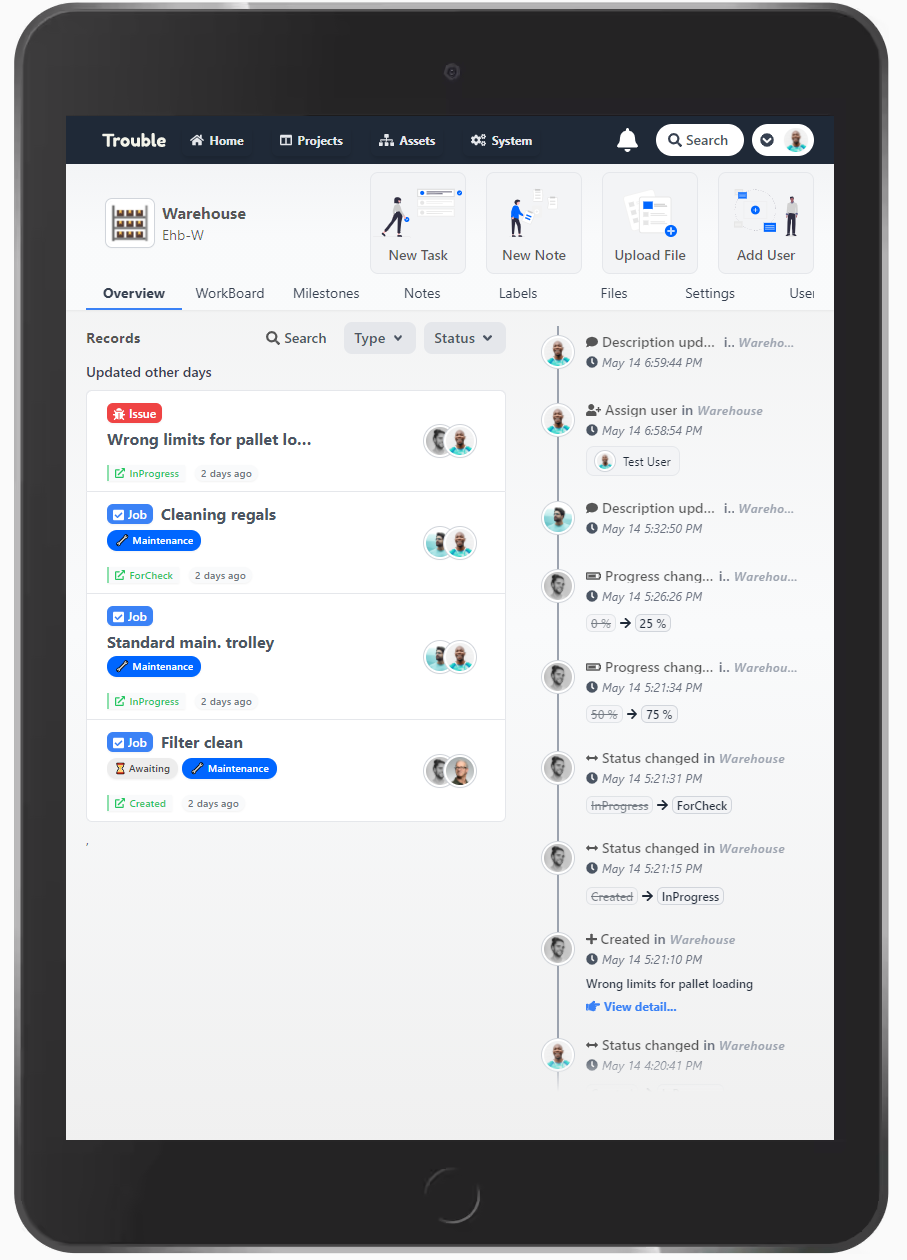 Trouble Home Projects Assets System Search
Warehouse
Ehb-W
New Task New Note Upload File Add User
Overview WorkBoard Milestones Notes Labels Files Settings User
Records Search Type Status
Updated other days
Issue
Wrong limits for pallet lo...
InProgress 2 days ago
Job Cleaning regals
Maintenance
ForCheck 2 days ago
Job
Standard main. trolley
Maintenance
InProgress 2 days ago
Job Filter clean
Awaiting Maintenance
Created 2 days ago
,
Description upd... i.. Wareho...
May 14 6:59:44 PM
Assign user in Warehouse
May 14 6:58:54 PM
Test User
Description upd... i.. Wareho...
May 14 5:32:50 PM
Progress chang... i.. Warehou...
May 14 5:26:26 PM
0 % → 25 %
Progress chang... i.. Warehou...
May 14 5:21:34 PM
50 % → 75 %
Status changed in Warehouse
May 14 5:21:31 PM
InProgress → ForCheck
Status changed in Warehouse
May 14 5:21:15 PM
Created → InProgress
Created in Warehouse
May 14 5:21:10 PM
Wrong limits for pallet loading
View detail...
Status changed in Warehouse
May 14 4:20:41 PM